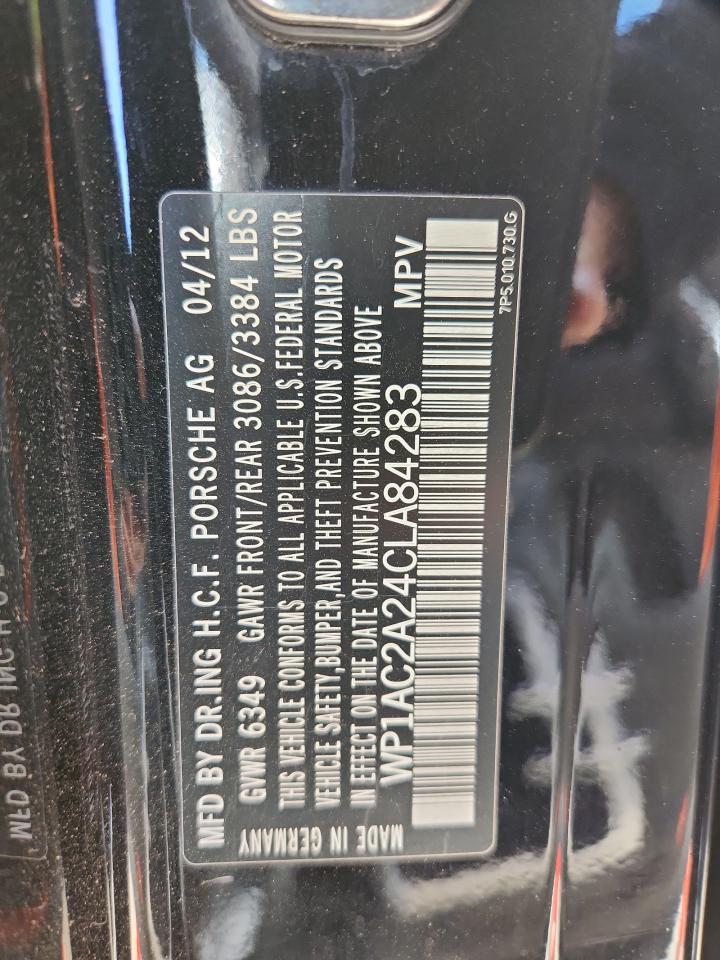 MFD BY DR.ING H.C.F. PORSCHE AG 04/12
GVWR 6349 GAWR FRONT/REAR 3086/3384 LBS
THIS VEHICLE CONFORMS TO ALL APPLICABLE U.S.FEDERAL MOTOR
VEHICLE SAFETY,BUMPER,AND THEFT PREVENTION STANDARDS
IN EFFECT ON THE DATE OF MANUFACTURE SHOWN ABOVE
WP1AC2A24CLA84283 MPV
MADE IN GERMANY
7P5.010.730.G